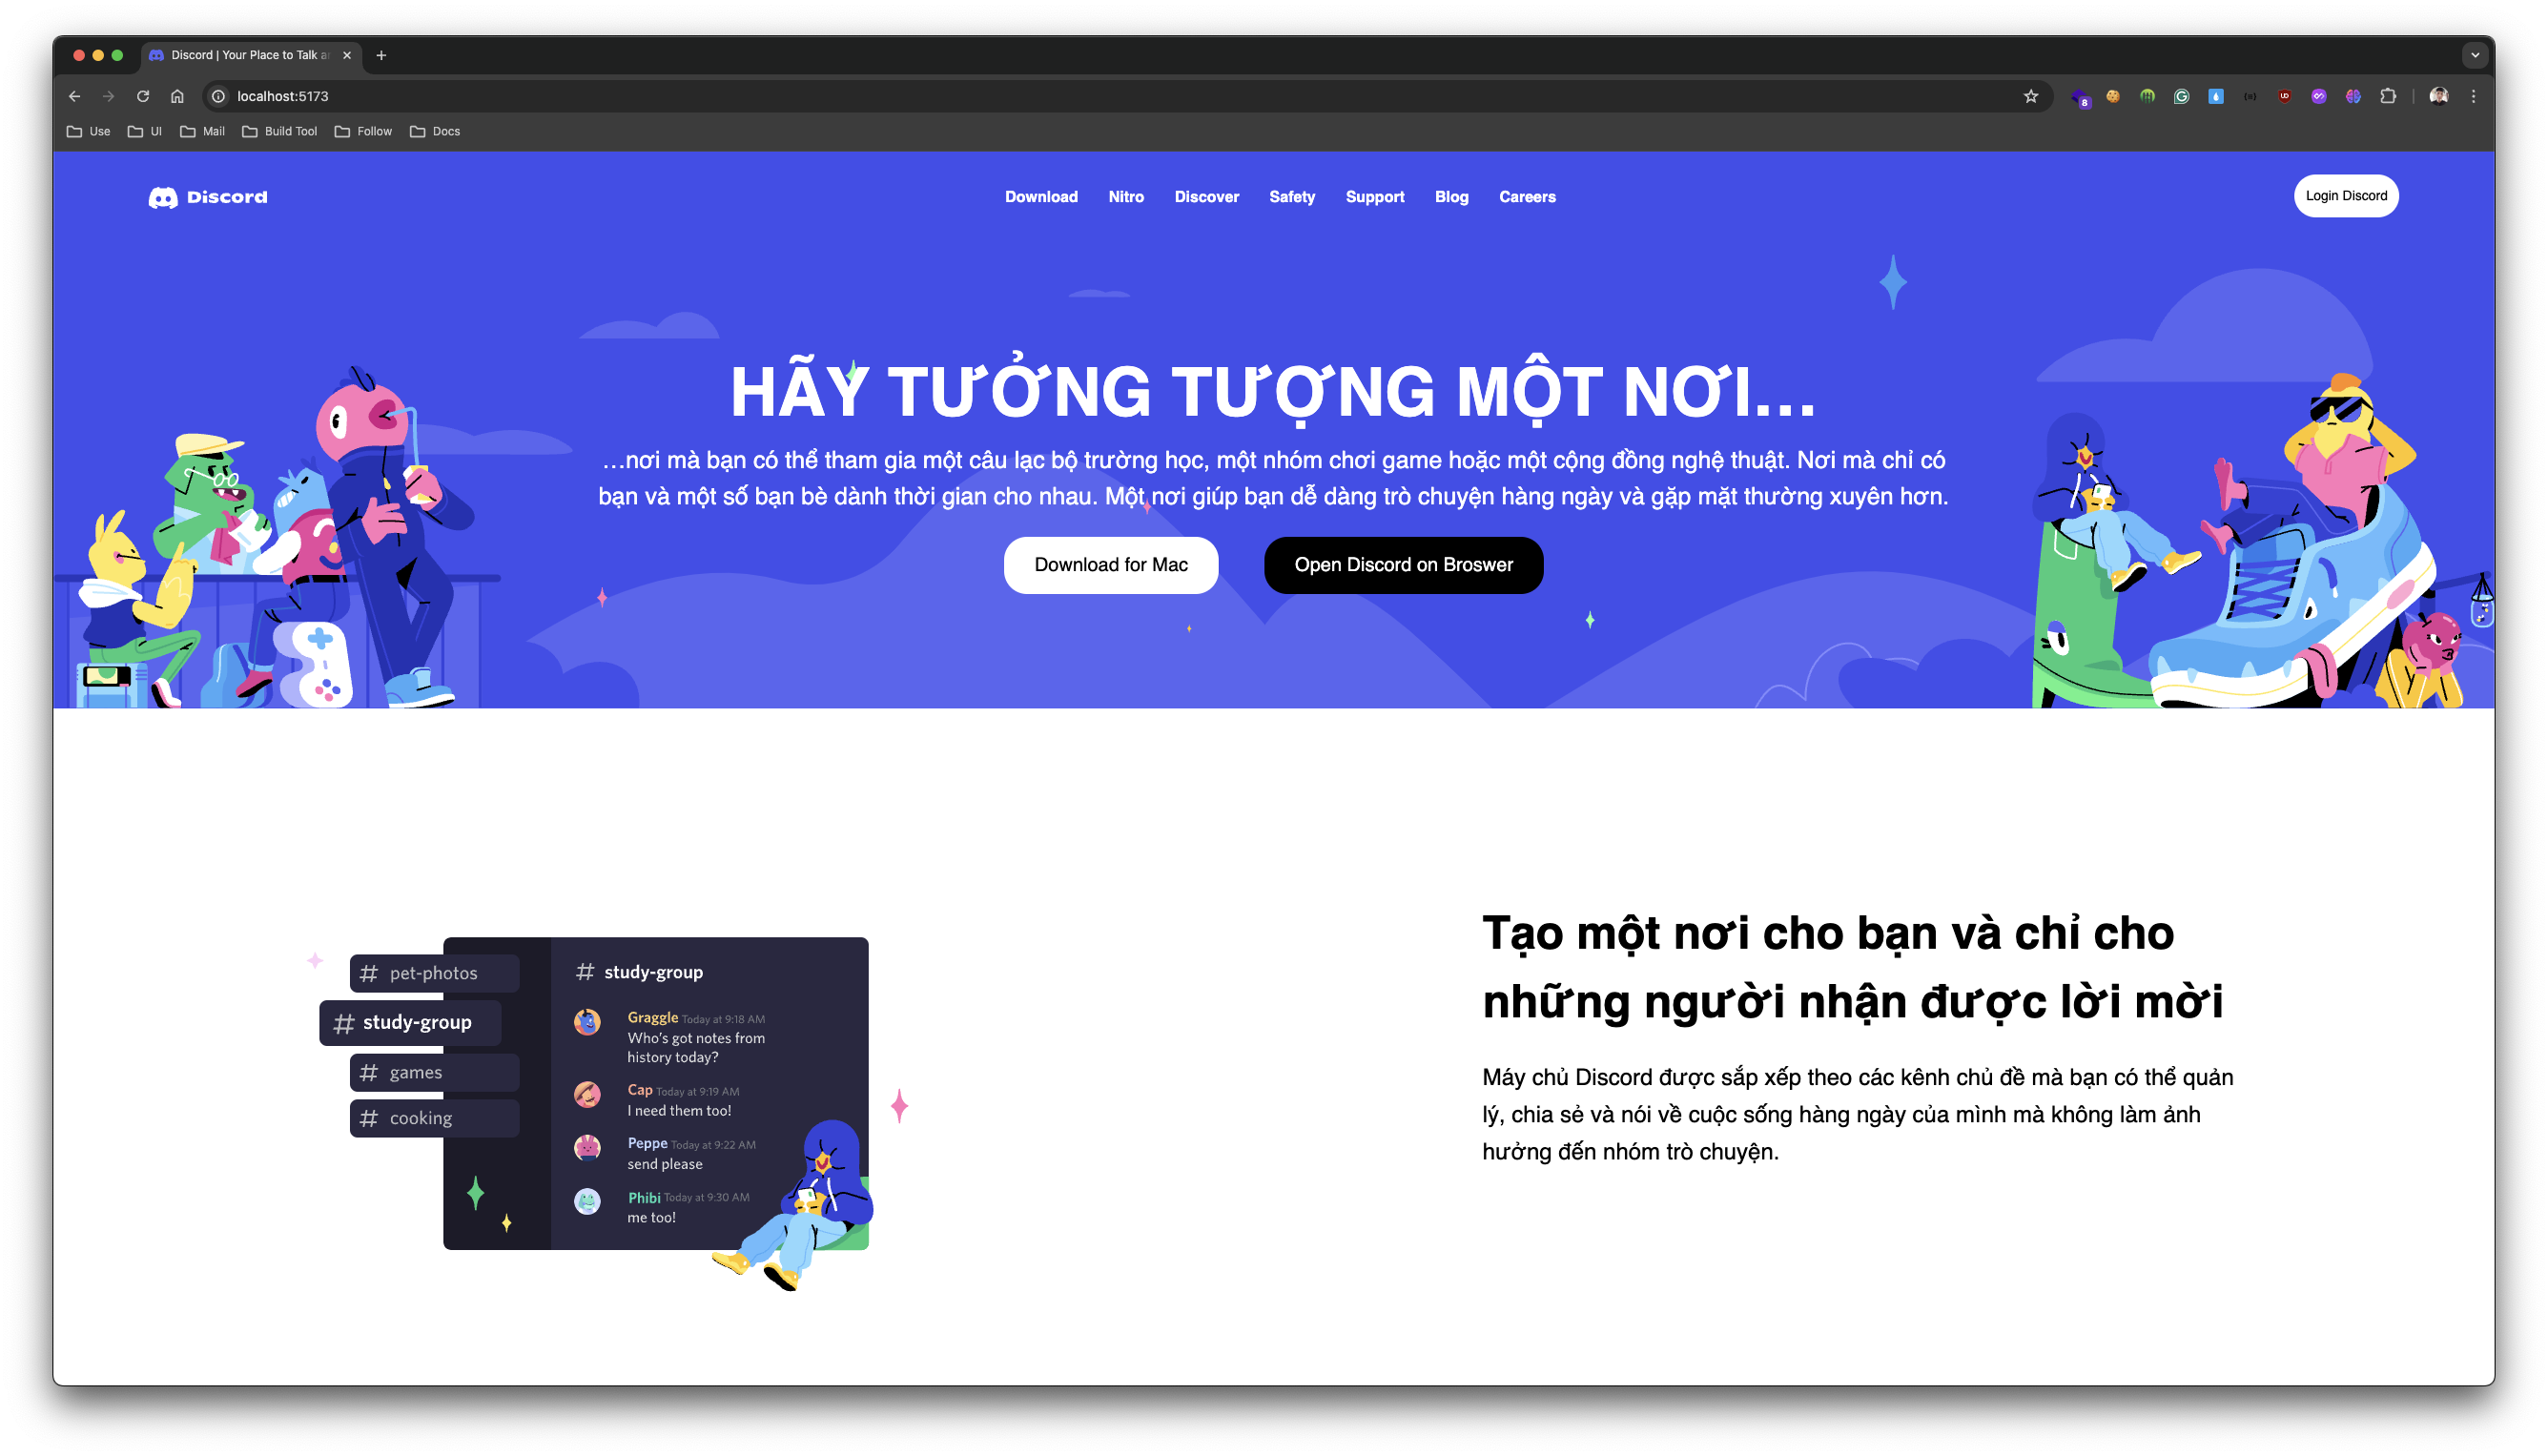 Discord | Your Place to Talk a
localhost:5173
8
Use UI Mail Build Tool Follow Docs
Discord
Download Nitro Discover Safety Support Blog Careers
Login Discord
HÃY TƯỞNG TƯỢNG MỘT NƠI...
...nơi mà bạn có thể tham gia một câu lạc bộ trường học, một nhóm chơi game hoặc một cộng đồng nghệ thuật. Nơi mà chỉ có
bạn và một số bạn bè dành thời gian cho nhau. Một nơi giúp bạn dễ dàng trò chuyện hàng ngày và gặp mặt thường xuyên hơn.
Download for Mac
Open Discord on Broswer
# pet-photos
# study-group
# games
# cooking
# study-group
Graggle Today at 9:18 AM
Who's got notes from
history today?
Cap Today at 9:19 AM
I need them too!
Peppe Today at 9:22 AM
send please
Phibi Today at 9:30 AM
me too!
Tạo một nơi cho bạn và chỉ cho
những người nhận được lời mời
Máy chủ Discord được sắp xếp theo các kênh chủ đề mà bạn có thể quản
lý, chia sẻ và nói về cuộc sống hàng ngày của mình mà không làm ảnh
hưởng đến nhóm trò chuyện.